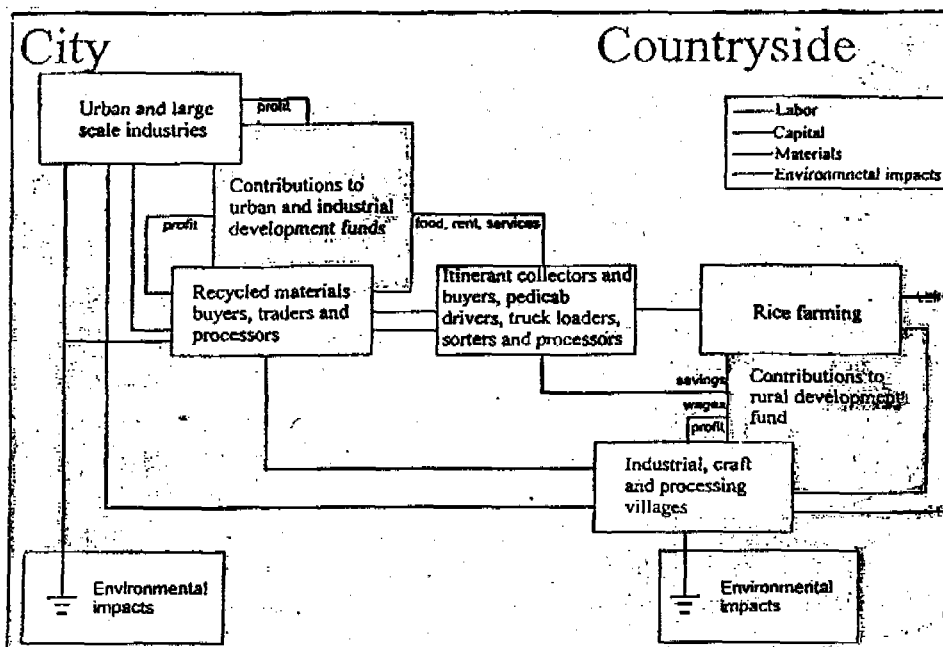 City
Countryside
Urban and large
scale industries
profit
Labor
Capital
Materials
Environmnetal impacts
Contributions to
urban and industrial
development funds
profit
food, rent, services
Recycled materials
buyers, traders and
processors
Itinerant collectors and
buyers, pedicab
drivers, truck loaders,
sorters and processors
Rice farming
savings
wages
profit
Contributions to
rural development
fund
Industrial, craft
and processing
villages
Environmental
impacts
Environmental
impacts